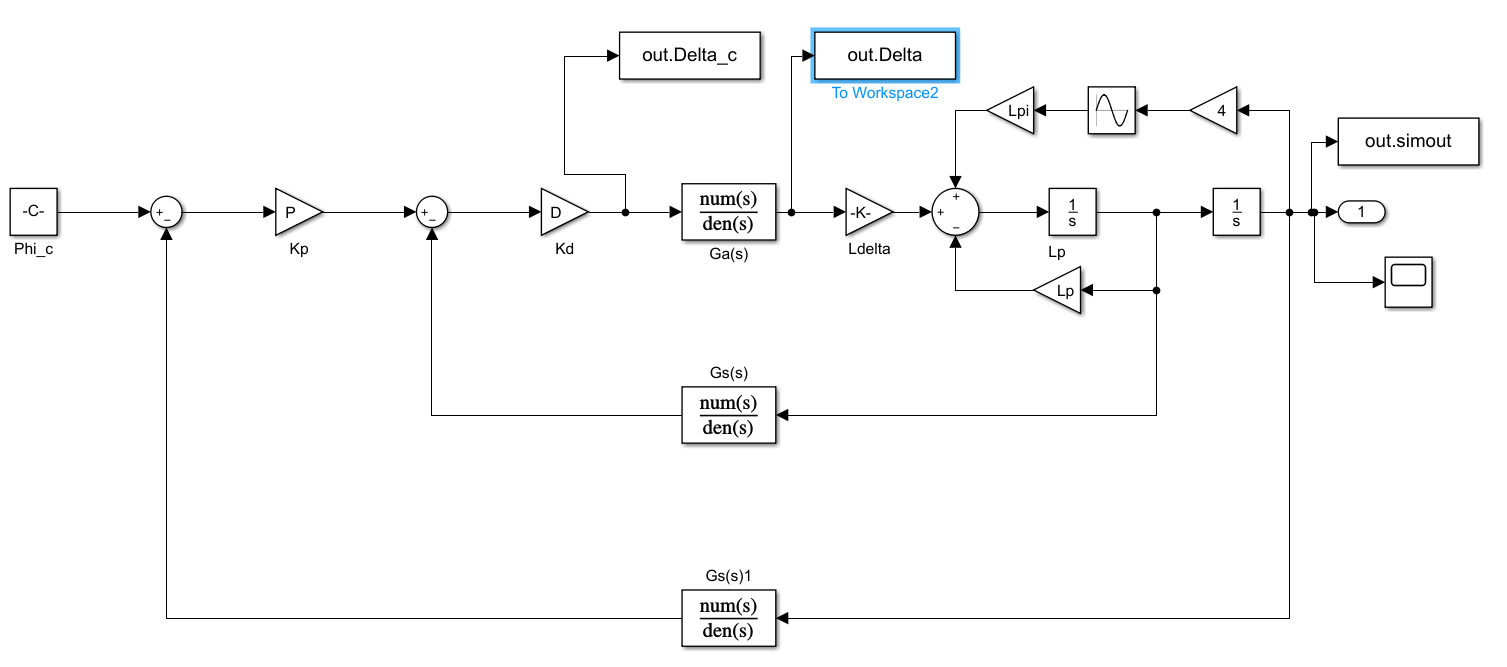 out.Delta_c
out.Delta
To Workspace2
Lpi
4
out.simout
-C-
Phi_c
+
−
P
Kp
+
−
D
Kd
num(s)
den(s)
Ga(s)
-K-
Ldelta
+
+
−
1
s
Lp
1
s
1
Lp
Gs(s)
num(s)
den(s)
Gs(s)1
num(s)
den(s)